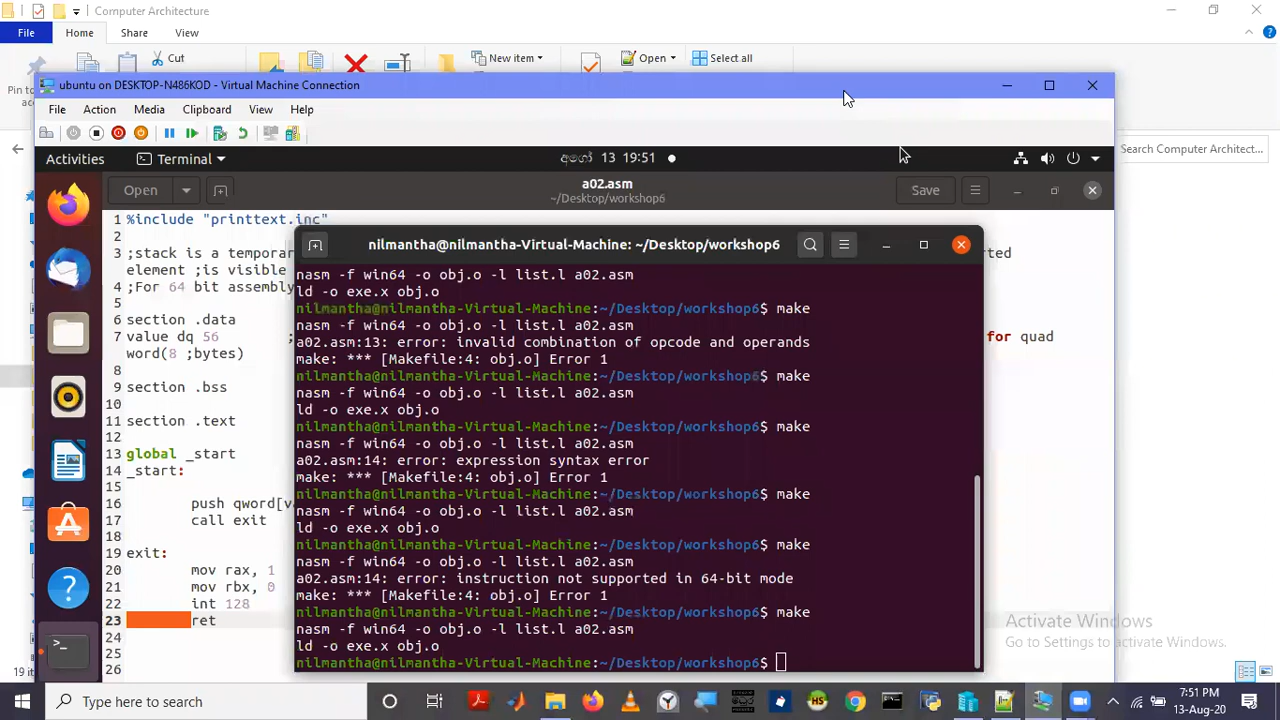 Computer Architecture
File Home Share View
Cut
New item
Open
Select all
Pin to
ubuntu on DESKTOP-N486KOD - Virtual Machine Connection
File Action Media Clipboard View Help
Search Computer Architect...
Activities Terminal අගෝ 13 19:51
Open
a02.asm
~/Desktop/workshop6
Save
1 %include "printtext.inc"
2
3 ;stack is a temporar
element ;is visible
4 ;For 64 bit assembly
5
6 section .data
7 value dq 56 ; for quad
word(8 ;bytes)
8
9 section .bss
10
11 section .text
12
13 global _start
14 _start:
15
16 push qword[v
17 call exit
18
19 exit:
20 mov rax, 1
21 mov rbx, 0
22 int 128
23 ret
24
25
26
nilmantha@nilmantha-Virtual-Machine: ~/Desktop/workshop6
nasm -f win64 -o obj.o -l list.l a02.asm
ld -o exe.x obj.o
nilmantha@nilmantha-Virtual-Machine:~/Desktop/workshop6$ make
nasm -f win64 -o obj.o -l list.l a02.asm
a02.asm:13: error: invalid combination of opcode and operands
make: *** [Makefile:4: obj.o] Error 1
nilmantha@nilmantha-Virtual-Machine:~/Desktop/workshop6$ make
nasm -f win64 -o obj.o -l list.l a02.asm
ld -o exe.x obj.o
nilmantha@nilmantha-Virtual-Machine:~/Desktop/workshop6$ make
nasm -f win64 -o obj.o -l list.l a02.asm
a02.asm:14: error: expression syntax error
make: *** [Makefile:4: obj.o] Error 1
nilmantha@nilmantha-Virtual-Machine:~/Desktop/workshop6$ make
nasm -f win64 -o obj.o -l list.l a02.asm
ld -o exe.x obj.o
nilmantha@nilmantha-Virtual-Machine:~/Desktop/workshop6$ make
nasm -f win64 -o obj.o -l list.l a02.asm
a02.asm:14: error: instruction not supported in 64-bit mode
make: *** [Makefile:4: obj.o] Error 1
nilmantha@nilmantha-Virtual-Machine:~/Desktop/workshop6$ make
nasm -f win64 -o obj.o -l list.l a02.asm
ld -o exe.x obj.o
nilmantha@nilmantha-Virtual-Machine:~/Desktop/workshop6$
Activate Windows
Go to Settings to activate Windows.
Type here to search
7:51 PM
13-Aug-20